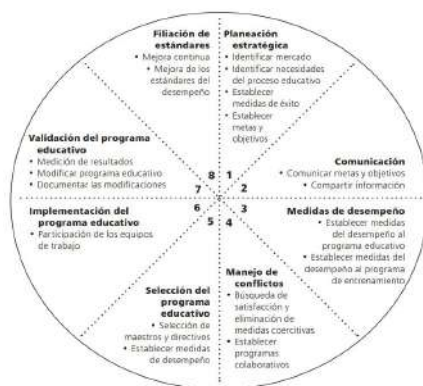 Filiación de
estándares
• Mejora continua
• Mejora de los
estándares del
desempeño
Planeación
estratégica
• Identificar mercado
• Identificar necesidades
del proceso educativo
• Establecer
medidas de éxito
• Establecer
metas y
objetivos
Validación del programa
educativo
• Medición de resultados
• Modificar programa educativo
• Documentar las modificaciones
Comunicación
• Comunicar metas y objetivos
• Compartir información
8 1
7 2
6 3
5 4
Implementación del
programa educativo
• Participación de los equipos
de trabajo
Medidas de desempeño
• Establecer medidas
del desempeño al
programa educativo
• Establecer medidas del
desempeño al programa
de entrenamiento
Selección del
programa
educativo
• Selección de
maestros y directivos
• Establecer medidas
de desempeño
Manejo de
conflictos
• Búsqueda de
satisfacción y
eliminación de
medidas coercitivas
• Establecer
programas
colaborativos